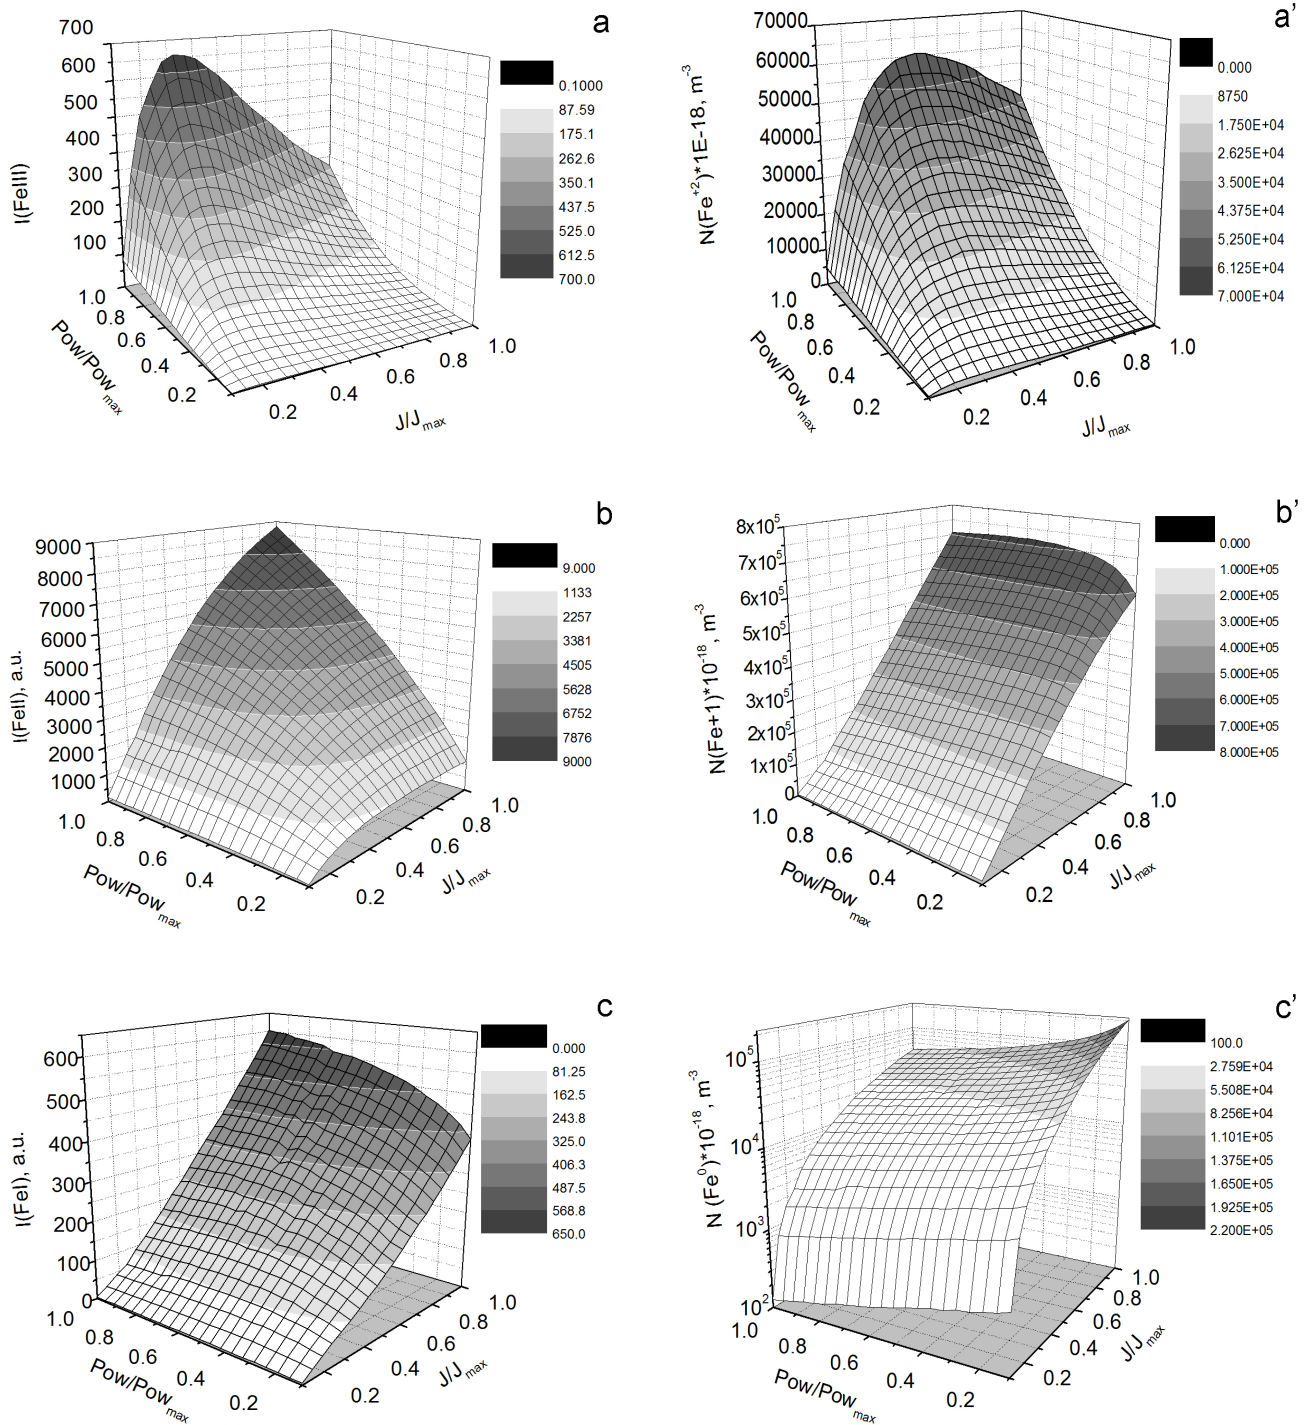 a
700
600
500
400
300
200
100
I(FeIII)
1.0
0.8
0.6
0.4
0.2
Pow/Pow max
0.2
0.4
0.6
0.8
1.0
J/J max
0.1000
87.59
175.1
262.6
350.1
437.5
525.0
612.5
700.0
a'
70000
60000
50000
40000
30000
20000
10000
0
N(Fe+2)*1E-18, m-3
1.0
0.8
0.6
0.4
0.2
Pow/Pow max
0.2
0.4
0.6
0.8
1.0
J/J max
0.000
8750
1.750E+04
2.625E+04
3.500E+04
4.375E+04
5.250E+04
6.125E+04
7.000E+04
b
9000
8000
7000
6000
5000
4000
3000
2000
1000
I(FeII), a.u.
1.0
0.8
0.6
0.4
0.2
Pow/Pow max
0.2
0.4
0.6
0.8
1.0
J/J max
9.000
1133
2257
3381
4505
5628
6752
7876
9000
b'
8x10^5
7x10^5
6x10^5
5x10^5
4x10^5
3x10^5
2x10^5
1x10^5
0
N(Fe+1)*10^-18, m-3
1.0
0.8
0.6
0.4
0.2
Pow/Pow max
0.2
0.4
0.6
0.8
1.0
J/J max
0.000
1.000E+05
2.000E+05
3.000E+05
4.000E+05
5.000E+05
6.000E+05
7.000E+05
8.000E+05
c
600
500
400
300
200
100
0
I(FeI), a.u.
1.0
0.8
0.6
0.4
0.2
Pow/Pow max
0.2
0.4
0.6
0.8
1.0
J/J max
0.000
81.25
162.5
243.8
325.0
406.3
487.5
568.8
650.0
c'
10^5
10^4
10^3
10^2
N (Fe0)*10^-18 , m-3
1.0
0.8
0.6
0.4
0.2
Pow/Pow max
0.2
0.4
0.6
0.8
1.0
J/J max
100.0
2.759E+04
5.508E+04
8.256E+04
1.101E+05
1.375E+05
1.650E+05
1.925E+05
2.200E+05